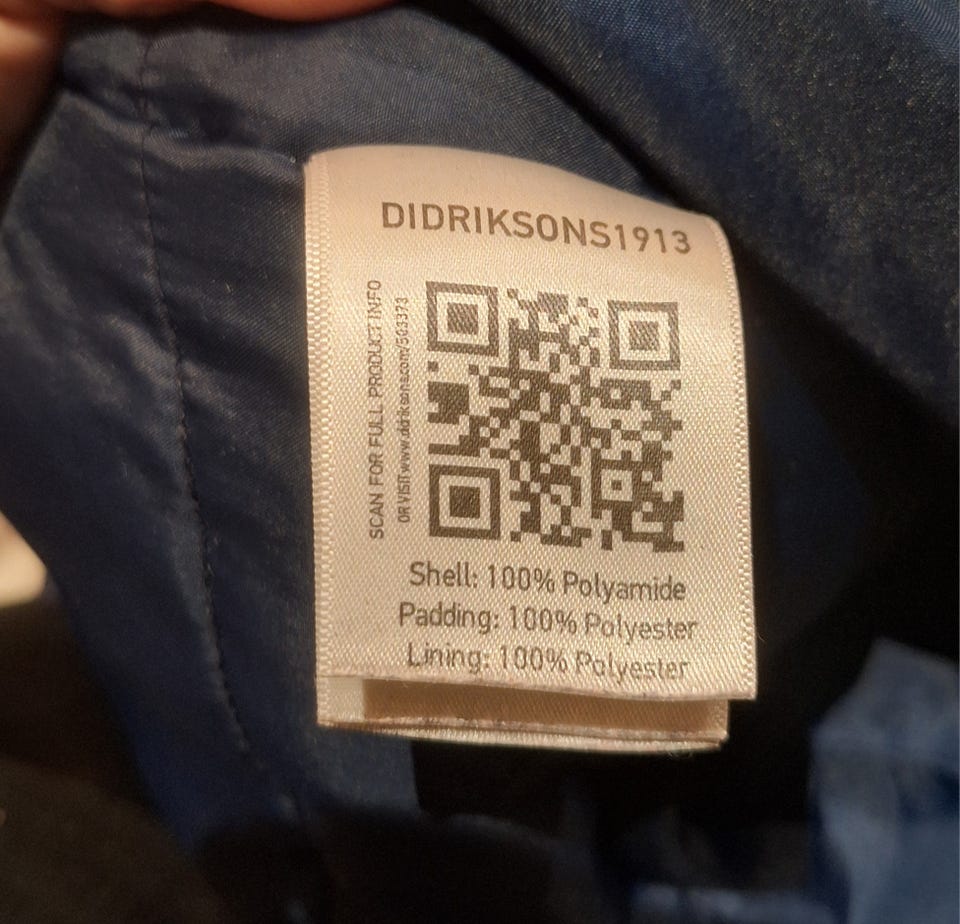 DIDRIKSONS1913
SCAN FOR FULL PRODUCT INFO
OR VISIT www.didriksons.com/503373
Shell: 100% Polyamide
Padding: 100% Polyester
Lining: 100% Polyester